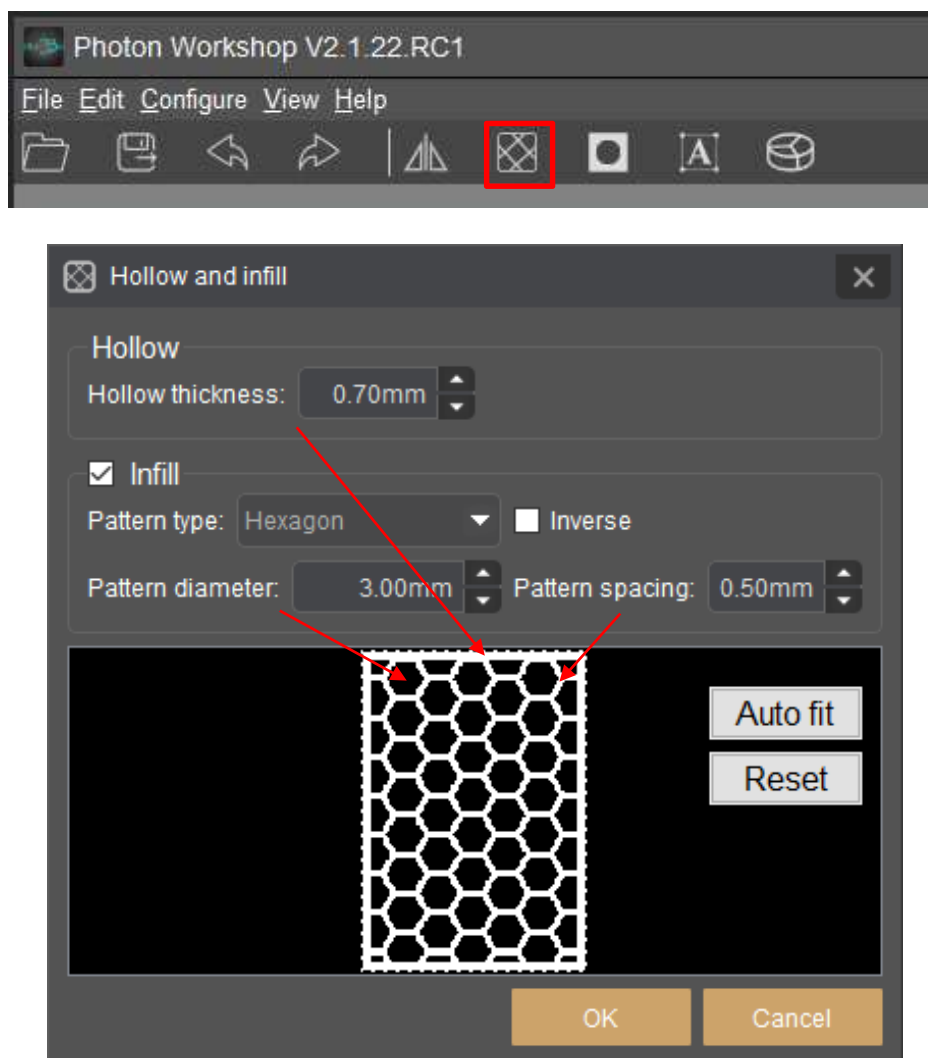 Photon Workshop V2.1.22.RC1
File Edit Configure View Help
A
Hollow and infill
Hollow
Hollow thickness: 0.70mm
Infill
Pattern type: Hexagon Inverse
Pattern diameter: 3.00mm Pattern spacing: 0.50mm
Auto fit
Reset
OK Cancel